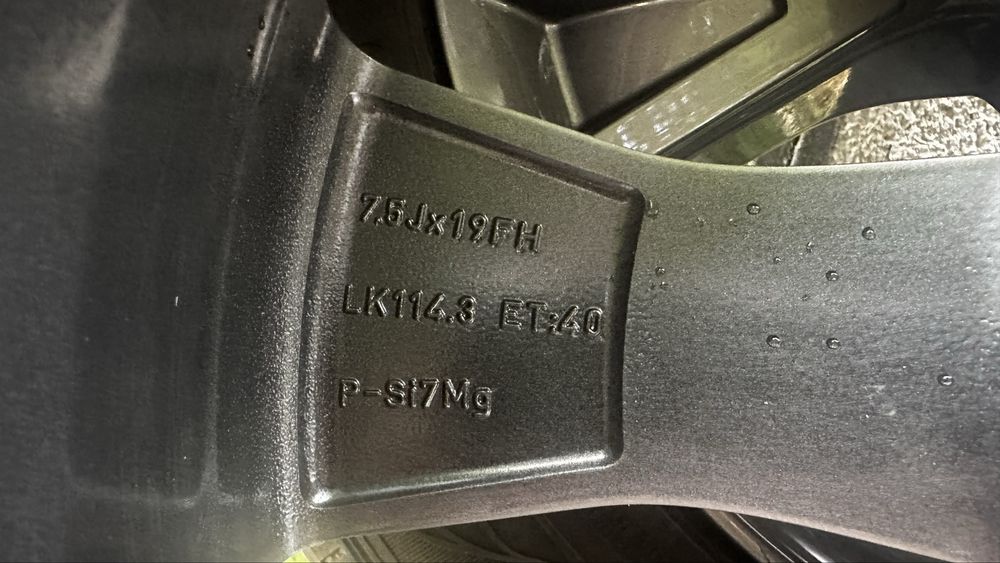 7.5Jx19FH
LK114.3 ET:40
P-Si7Mg